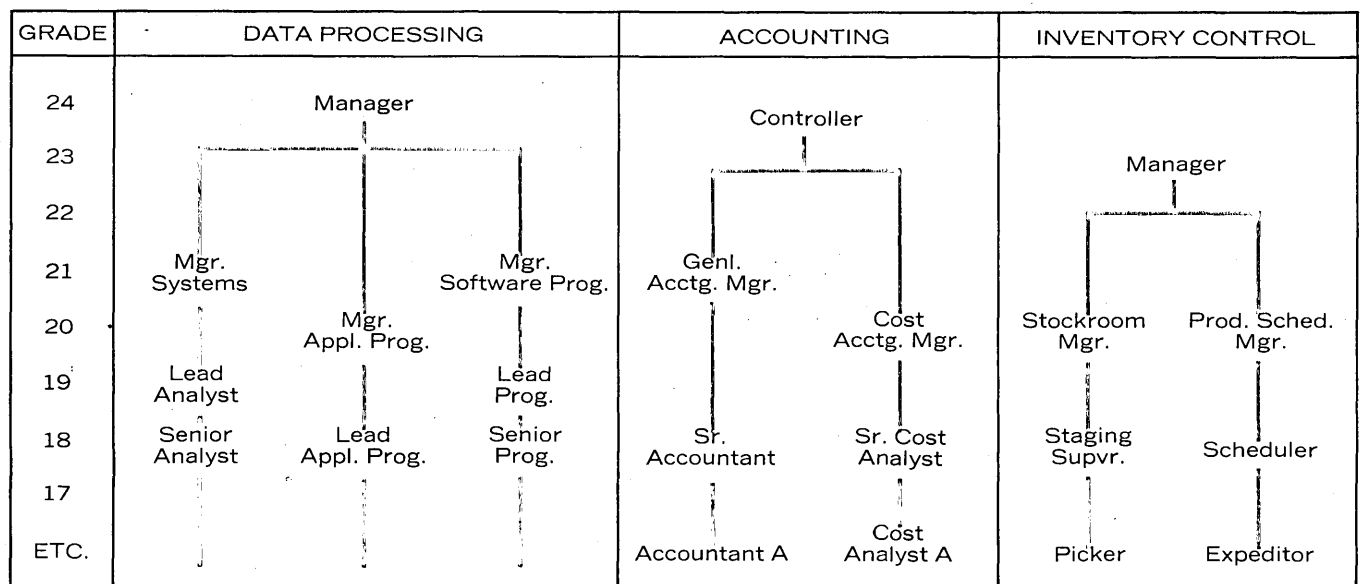 GRADE DATA PROCESSING ACCOUNTING INVENTORY CONTROL
24 Manager
Controller
23
Manager
22
21 Mgr. Systems Mgr. Software Prog. Genl. Acctg. Mgr.
20 Mgr. Appl. Prog. Cost Acctg. Mgr. Stockroom Mgr. Prod. Sched. Mgr.
19 Lead Analyst Lead Prog.
18 Senior Analyst Lead Appl. Prog. Senior Prog. Sr. Accountant Sr. Cost Analyst Staging Supvr. Scheduler
17
ETC. Accountant A Cost Analyst A Picker Expeditor